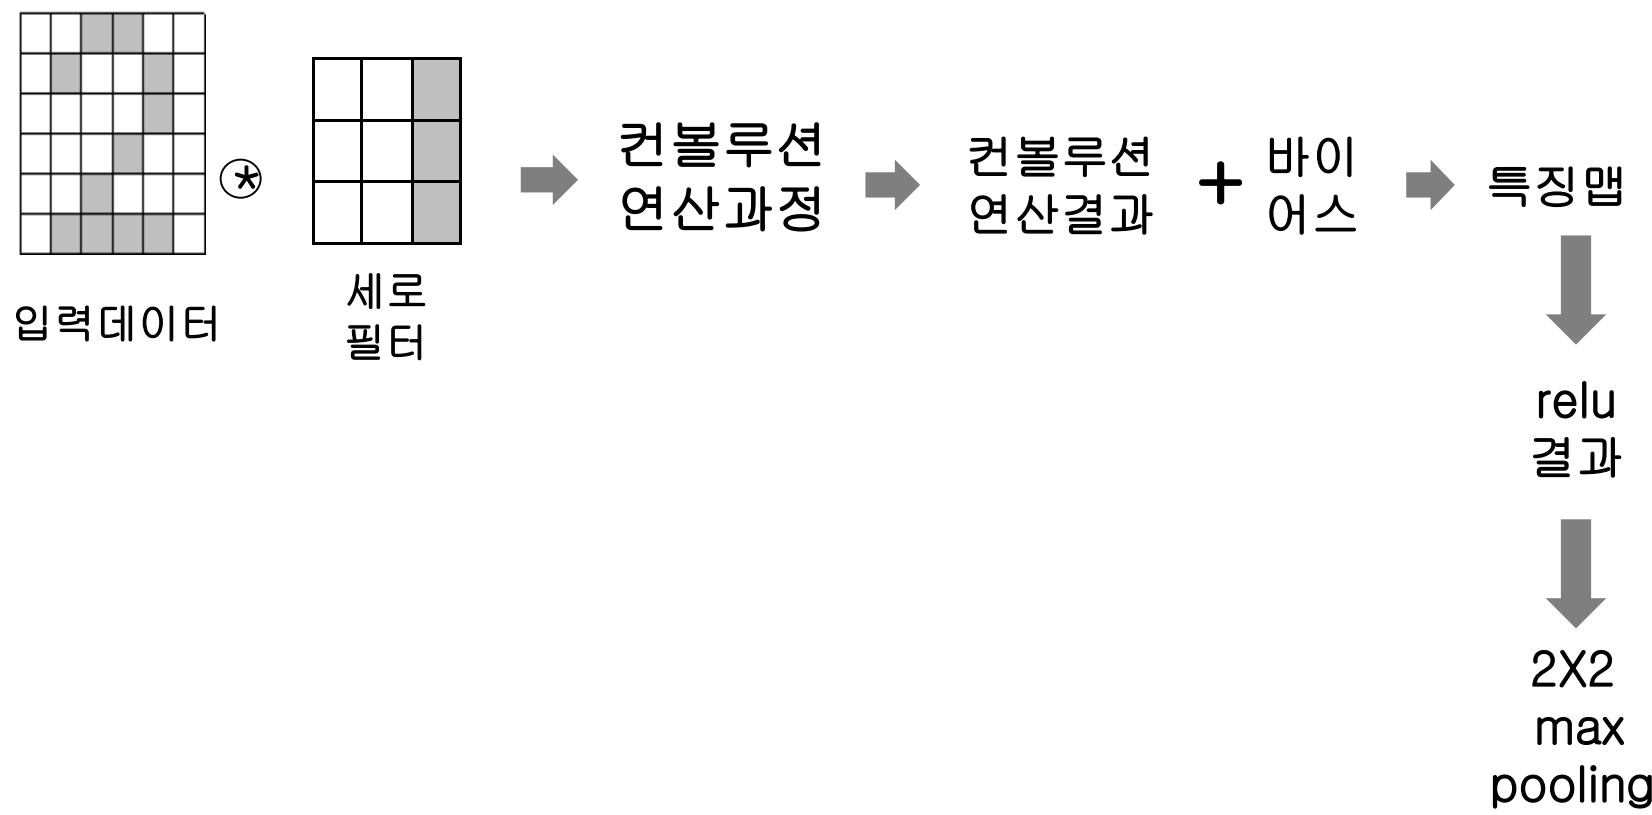 입력데이터
세로
필터
컨볼루션
연산과정
컨볼루션
연산결과
+
바이
어스
특징맵
relu
결과
2X2
max
pooling